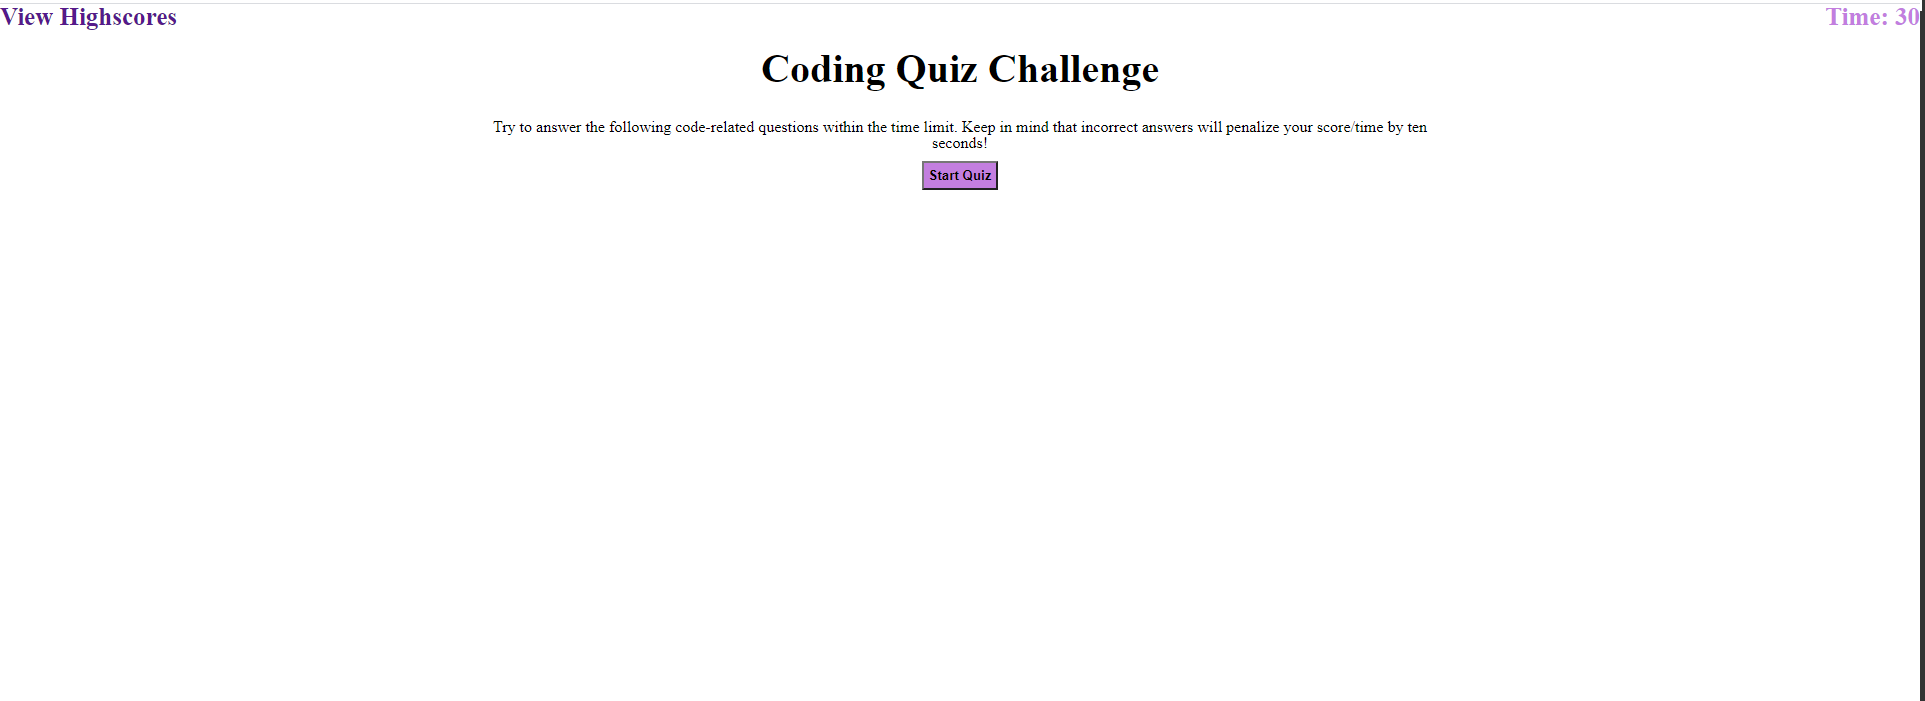 View Highscores
Time: 30
Coding Quiz Challenge
Try to answer the following code-related questions within the time limit. Keep in mind that incorrect answers will penalize your score/time by ten
seconds!
Start Quiz